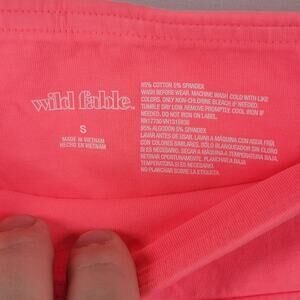 wild fable
S
MADE IN VIETNAM
HECHO EN VIETNAM
95% COTTON 5% SPANDEX
WASH BEFORE WEAR. MACHINE WASH COLD WITH LIKE
COLORS. ONLY NON-CHLORINE BLEACH IF NEEDED.
TUMBLE DRY LOW. REMOVE PROMPTLY. COOL IRON IF
NEEDED. DO NOT IRON ON LABEL.
95% ALGODÓN 5% SPANDEX
LAVAR ANTES DE USAR. LAVAR A MÁQUINA CON AGUA FRÍA
CON COLORES SIMILARES. SÓLO BLANQUEADOR SIN CLORO
SI ES NECESARIO. SECAR A MÁQUINA A TEMPERATURA BAJA.
RETIRAR OPORTUNAMENTE. PLANCHAR A TEMPERATURA BAJA
SI ES NECESARIO.
NO PLANCHAR SOBRE LA ETIQUETA.